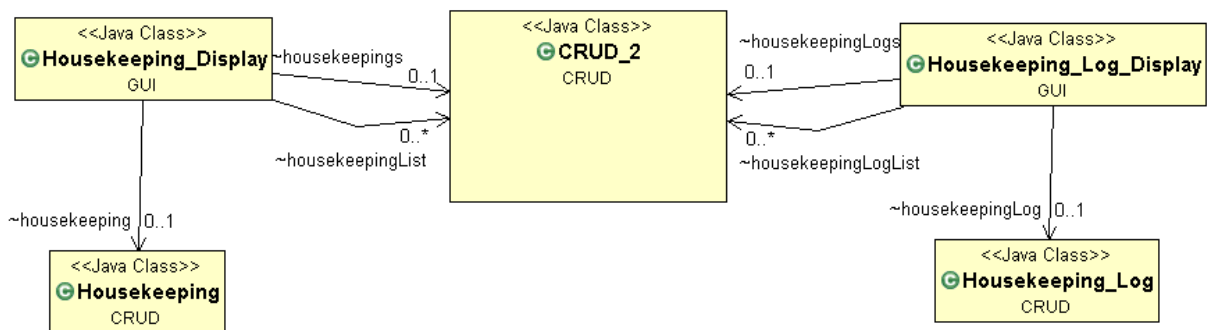 <<Java Class>>
Housekeeping_Display
GUI
~housekeepings
0..1
0..*
~housekeepingList
<<Java Class>>
CRUD_2
CRUD
~housekeepingLogs
0..1
0..*
~housekeepingLogList
<<Java Class>>
Housekeeping_Log_Display
GUI
~housekeeping 0..1
<<Java Class>>
Housekeeping
CRUD
~housekeepingLog 0..1
<<Java Class>>
Housekeeping_Log
CRUD